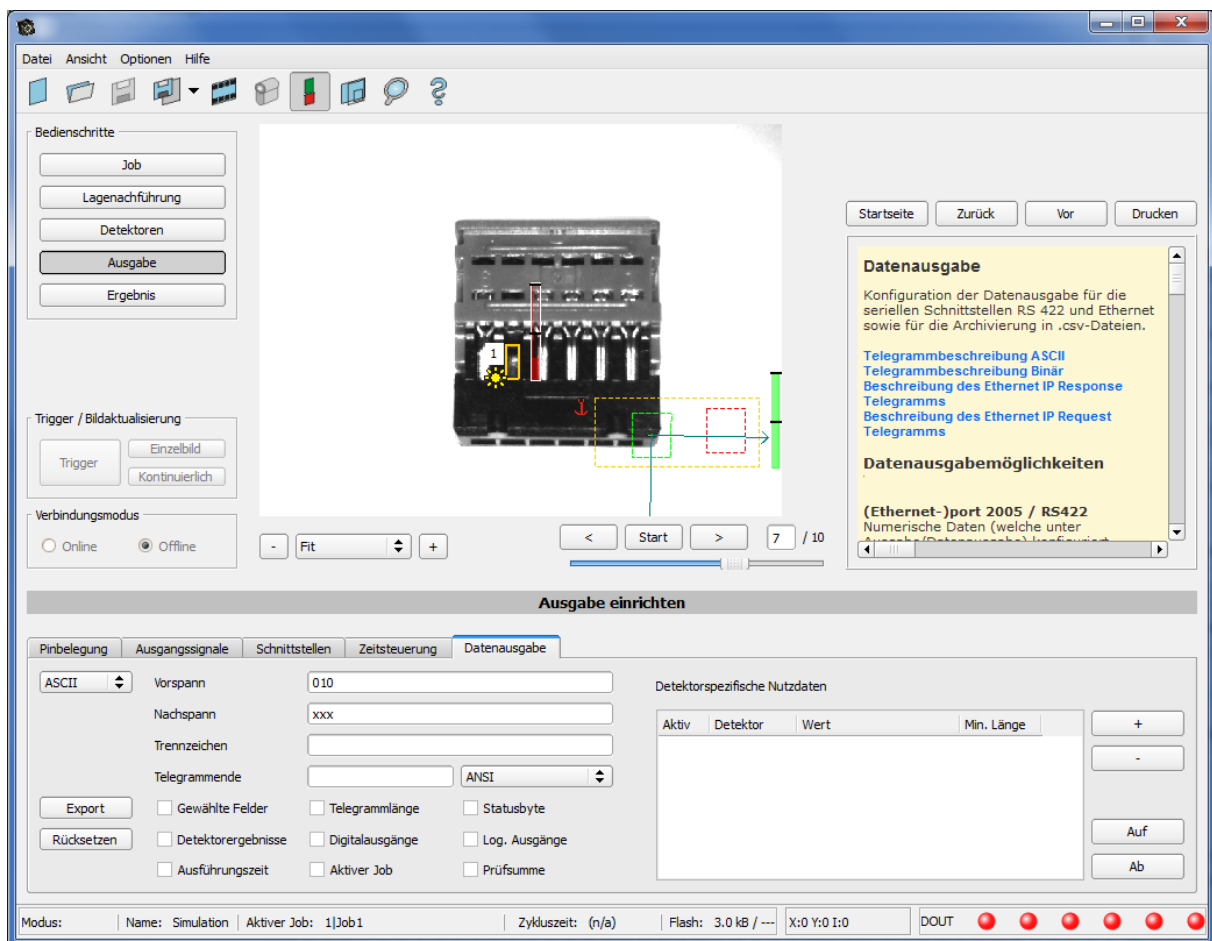 Datei Ansicht Optionen Hilfe
Bedienschritte
Job
Lagenachführung
Detektoren
Ausgabe
Ergebnis
Trigger / Bildaktualisierung
Trigger
Einzelbild
Kontinuierlich
Verbindungsmodus
Online Offline
1
- Fit +
< Start > 7 / 10
Startseite Zurück Vor Drucken
Datenausgabe
Konfiguration der Datenausgabe für die
seriellen Schnittstellen RS 422 und Ethernet
sowie für die Archivierung in .csv-Dateien.
Telegrammbeschreibung ASCII
Telegrammbeschreibung Binär
Beschreibung des Ethernet IP Response
Telegramms
Beschreibung des Ethernet IP Request
Telegramms
Datenausgabemöglichkeiten
(Ethernet-)port 2005 / RS422
Numerische Daten (welche unter
Ausgabe einrichten
Pinbelegung Ausgangssignale Schnittstellen Zeitsteuerung Datenausgabe
ASCII Vorspann 010
Nachspann xxx
Trennzeichen
Telegrammende ANSI
Export Gewählte Felder Telegrammlänge Statusbyte
Rücksetzen Detektorergebnisse Digitalausgänge Log. Ausgänge
Ausführungszeit Aktiver Job Prüfsumme
Detektorspezifische Nutzdaten
Aktiv Detektor Wert Min. Länge
+
-
Auf
Ab
Modus: Name: Simulation Aktiver Job: 1|Job1 Zykluszeit: (n/a) Flash: 3.0 kB / --- X:0 Y:0 I:0 DOUT